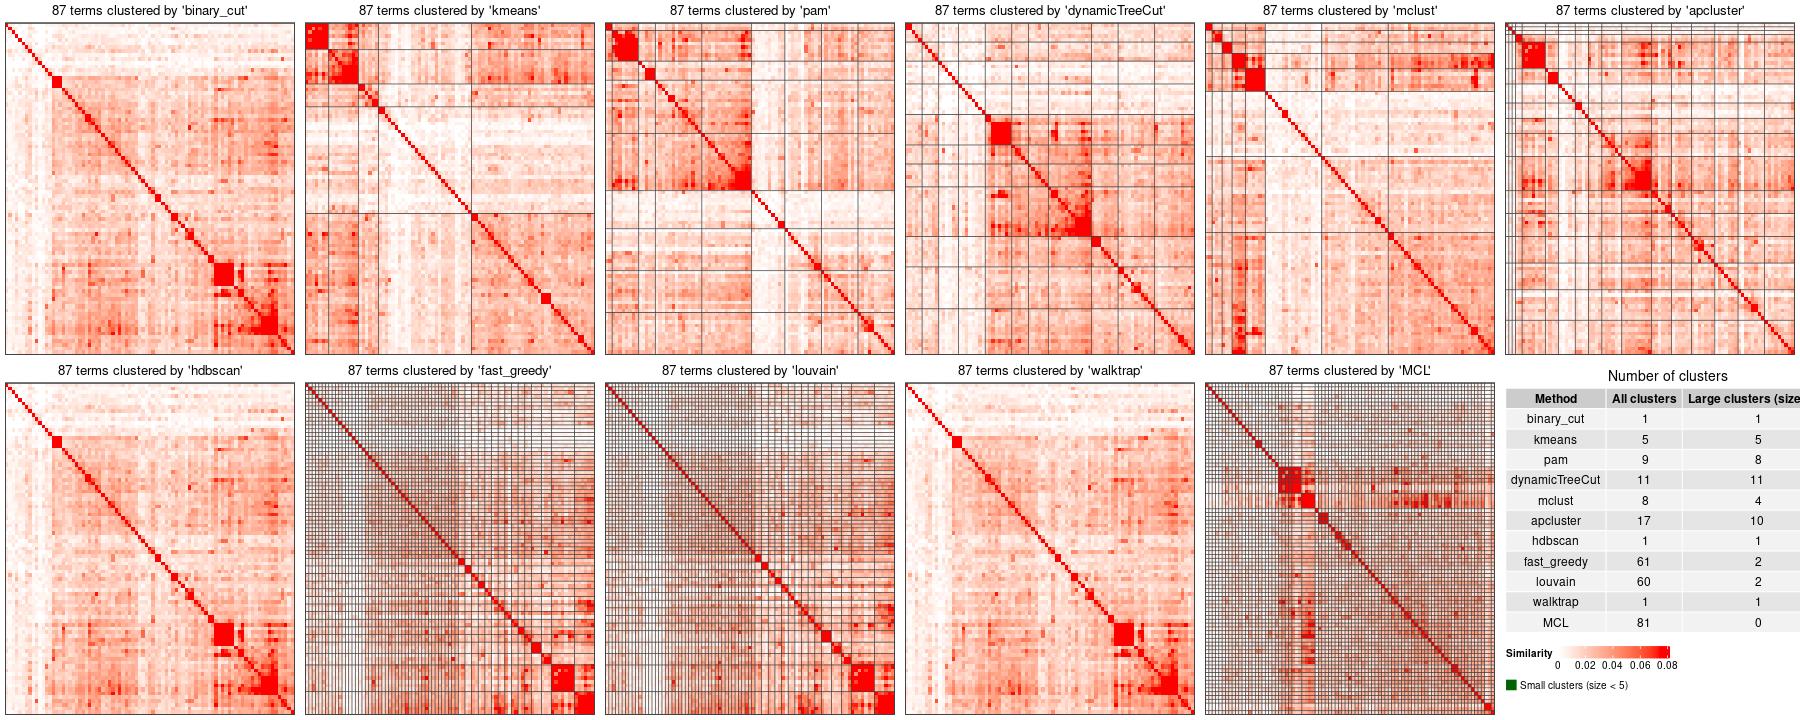 87 terms clustered by 'binary_cut'
87 terms clustered by 'kmeans'
87 terms clustered by 'pam'
87 terms clustered by 'dynamicTreeCut'
87 terms clustered by 'mclust'
87 terms clustered by 'apcluster'
87 terms clustered by 'hdbscan'
87 terms clustered by 'fast_greedy'
87 terms clustered by 'louvain'
87 terms clustered by 'walktrap'
87 terms clustered by 'MCL'
Number of clusters
Method All clusters Large clusters (size
binary_cut 1 1
kmeans 5 5
pam 9 8
dynamicTreeCut 11 11
mclust 8 4
apcluster 17 10
hdbscan 1 1
fast_greedy 61 2
louvain 60 2
walktrap 1 1
MCL 81 0
Similarity
0 0.02 0.04 0.06 0.08
Small clusters (size < 5)